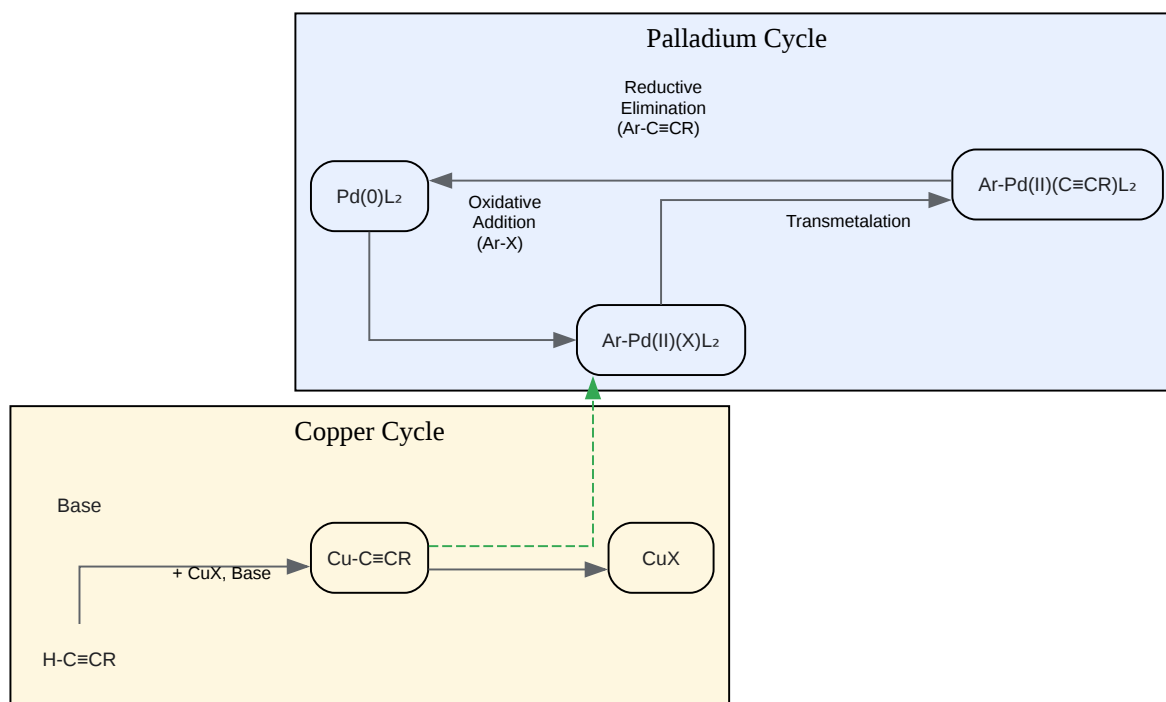 Palladium Cycle
Reductive
Elimination
(Ar-C≡CR)
Pd(0)L₂
Ar-Pd(II)(C≡CR)L₂
Oxidative
Addition
(Ar-X)
Transmetalation
Ar-Pd(II)(X)L₂
Copper Cycle
Base
Cu-C≡CR
CuX
+ CuX, Base
H-C≡CR